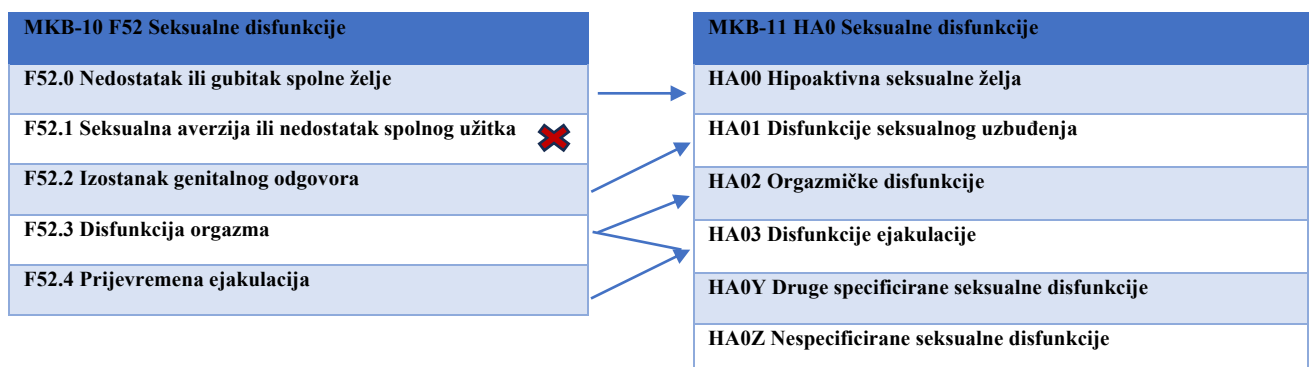 MKB-10 F52 Seksualne disfunkcije
F52.0 Nedostatak ili gubitak spolne želje
F52.1 Seksualna averzija ili nedostatak spolnog užitka
F52.2 Izostanak genitalnog odgovora
F52.3 Disfunkcija orgazma
F52.4 Prijevremena ejakulacija
MKB-11 HA0 Seksualne disfunkcije
HA00 Hipoaktivna seksualne želja
HA01 Disfunkcije seksualnog uzbuđenja
HA02 Orgazmičke disfunkcije
HA03 Disfunkcije ejakulacije
HA0Y Druge specificirane seksualne disfunkcije
HA0Z Nespecificirane seksualne disfunkcije